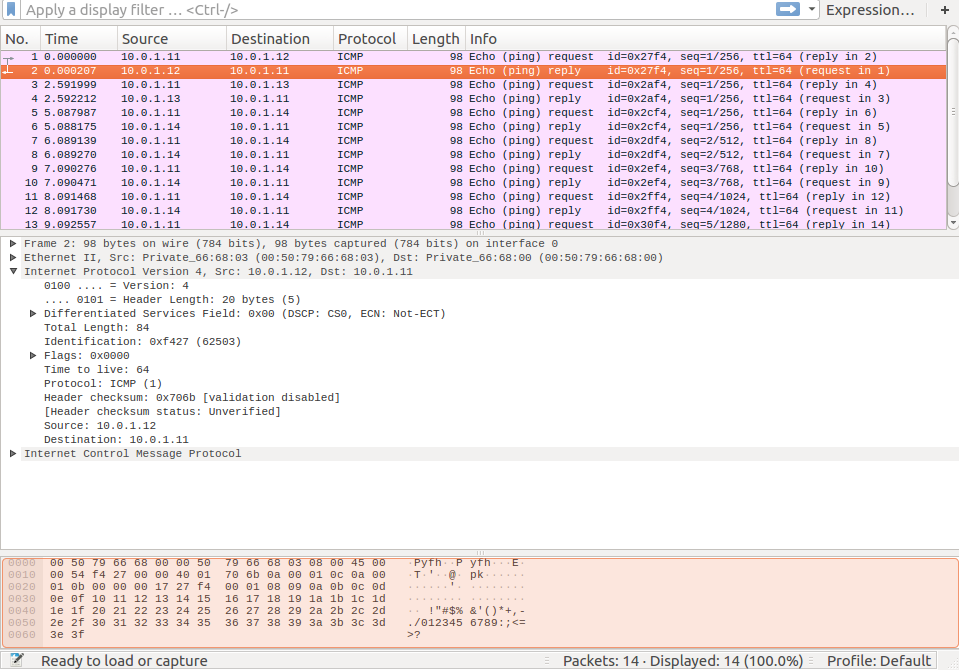 Apply a display filter ... <Ctrl-/> Expression... +
No. Time Source Destination Protocol Length Info
1 0.000000 10.0.1.11 10.0.1.12 ICMP 98 Echo (ping) request id=0x27f4, seq=1/256, ttl=64 (reply in 2)
2 0.000207 10.0.1.12 10.0.1.11 ICMP 98 Echo (ping) reply id=0x27f4, seq=1/256, ttl=64 (request in 1)
3 2.591999 10.0.1.11 10.0.1.13 ICMP 98 Echo (ping) request id=0x2af4, seq=1/256, ttl=64 (reply in 4)
4 2.592212 10.0.1.13 10.0.1.11 ICMP 98 Echo (ping) reply id=0x2af4, seq=1/256, ttl=64 (request in 3)
5 5.087987 10.0.1.11 10.0.1.14 ICMP 98 Echo (ping) request id=0x2cf4, seq=1/256, ttl=64 (reply in 6)
6 5.088175 10.0.1.14 10.0.1.11 ICMP 98 Echo (ping) reply id=0x2cf4, seq=1/256, ttl=64 (request in 5)
7 6.089139 10.0.1.11 10.0.1.14 ICMP 98 Echo (ping) request id=0x2df4, seq=2/512, ttl=64 (reply in 8)
8 6.089270 10.0.1.14 10.0.1.11 ICMP 98 Echo (ping) reply id=0x2df4, seq=2/512, ttl=64 (request in 7)
9 7.090276 10.0.1.11 10.0.1.14 ICMP 98 Echo (ping) request id=0x2ef4, seq=3/768, ttl=64 (reply in 10)
10 7.090471 10.0.1.14 10.0.1.11 ICMP 98 Echo (ping) reply id=0x2ef4, seq=3/768, ttl=64 (request in 9)
11 8.091468 10.0.1.11 10.0.1.14 ICMP 98 Echo (ping) request id=0x2ff4, seq=4/1024, ttl=64 (reply in 12)
12 8.091730 10.0.1.14 10.0.1.11 ICMP 98 Echo (ping) reply id=0x2ff4, seq=4/1024, ttl=64 (request in 11)
13 9.092557 10.0.1.11 10.0.1.14 ICMP 98 Echo (ping) request id=0x30f4, seq=5/1280, ttl=64 (reply in 14)
Frame 2: 98 bytes on wire (784 bits), 98 bytes captured (784 bits) on interface 0
Ethernet II, Src: Private_66:68:03 (00:50:79:66:68:03), Dst: Private_66:68:00 (00:50:79:66:68:00)
Internet Protocol Version 4, Src: 10.0.1.12, Dst: 10.0.1.11
0100 .... = Version: 4
.... 0101 = Header Length: 20 bytes (5)
Differentiated Services Field: 0x00 (DSCP: CS0, ECN: Not-ECT)
Total Length: 84
Identification: 0xf427 (62503)
Flags: 0x0000
Time to live: 64
Protocol: ICMP (1)
Header checksum: 0x706b [validation disabled]
[Header checksum status: Unverified]
Source: 10.0.1.12
Destination: 10.0.1.11
Internet Control Message Protocol
0000 00 50 79 66 68 00 00 50 79 66 68 03 08 00 45 00 ·Pyfh··P yfh···E·
0010 00 54 f4 27 00 00 40 01 70 6b 0a 00 01 0c 0a 00 ·T·'··@· pk······
0020 01 0b 00 00 00 17 27 f4 00 01 08 09 0a 0b 0c 0d ······'· ········
0030 0e 0f 10 11 12 13 14 15 16 17 18 19 1a 1b 1c 1d ········ ········
0040 1e 1f 20 21 22 23 24 25 26 27 28 29 2a 2b 2c 2d ·· !"#$% &'()*+,-
0050 2e 2f 30 31 32 33 34 35 36 37 38 39 3a 3b 3c 3d ./012345 6789:;<=
0060 3e 3f >?
Ready to load or capture Packets: 14 · Displayed: 14 (100.0%) Profile: Default